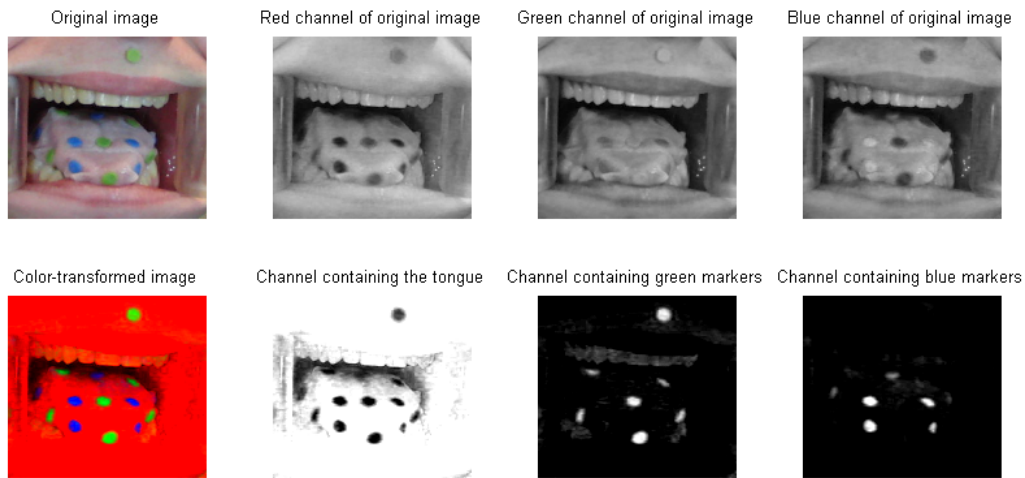 Original image
Red channel of original image
Green channel of original image
Blue channel of original image
Color-transformed image
Channel containing the tongue
Channel containing green markers
Channel containing blue markers